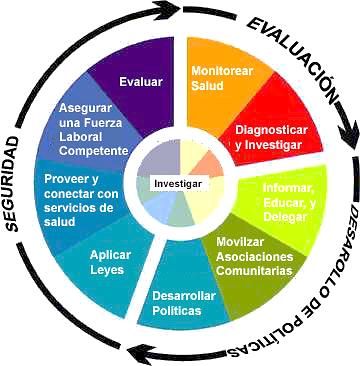 EVALUACIÓN
DESAROLLO DE POLÍTICAS
SEGURIDAD
Monitorear
Salud
Diagnosticar
y Investigar
Informar,
Educar, y
Delegar
Movilzar
Asociaciones
Comunitarias
Desarrollar
Políticas
Aplicar
Leyes
Proveer y
conectar con
servicios de
salud
Asegurar
una Fuerza
Laboral
Competente
Evaluar
Investigar